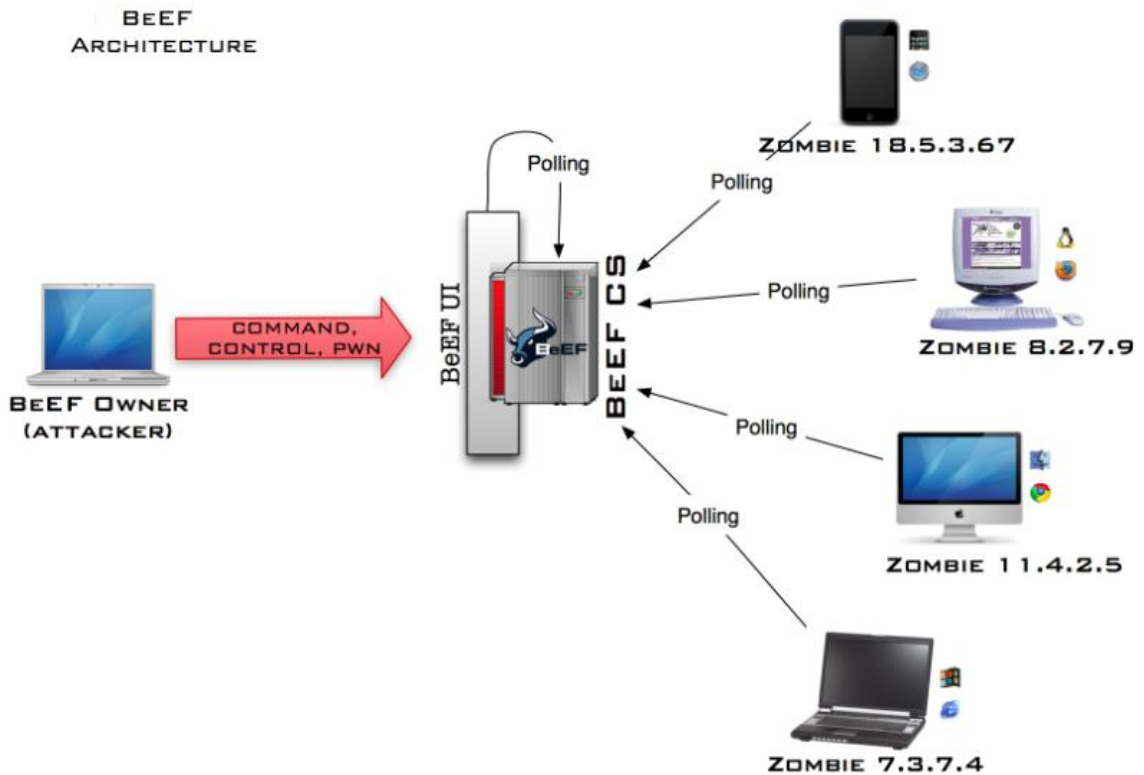 BeEF
Architecture
Polling
Zombie 18.5.3.67
Polling
Polling
Zombie 8.2.7.9
BeEF UI
BeEF CS
BeEF
Command,
Control, Pwn
BeEF Owner
(attacker)
Polling
Zombie 11.4.2.5
Polling
Zombie 7.3.7.4